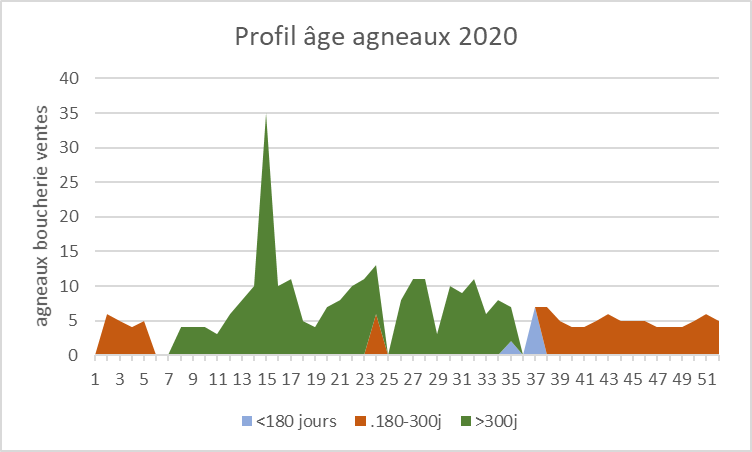 Profil âge agneaux 2020
agneaux boucherie ventes
40
35
30
25
20
15
10
5
0
1 3 5 7 9 11 13 15 17 19 21 23 25 27 29 31 33 35 37 39 41 43 45 47 49 51
<180 jours .180-300j >300j